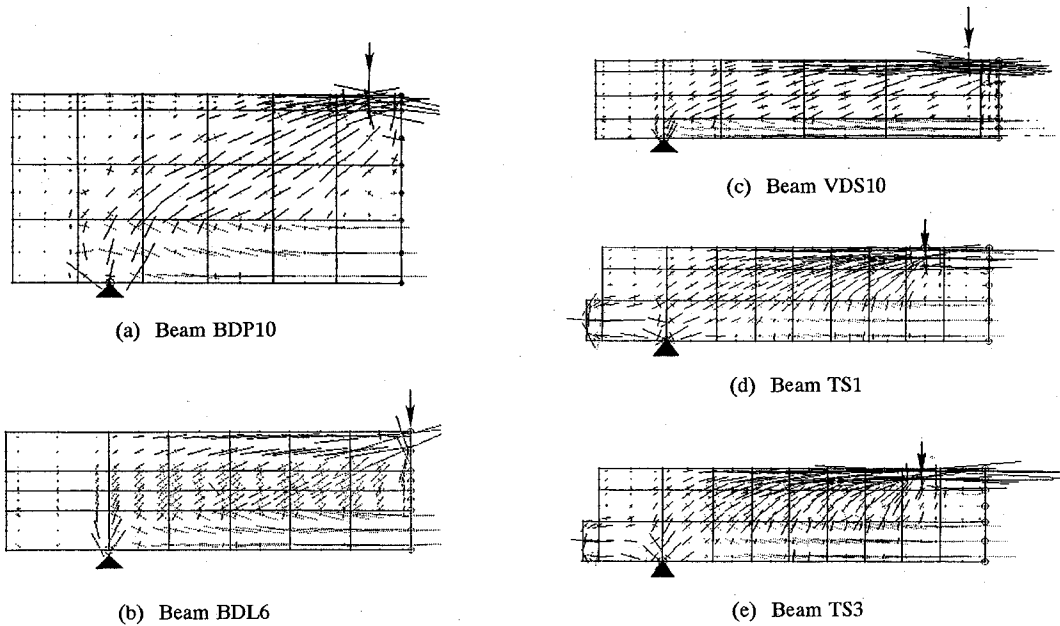 (a) Beam BDP10
(b) Beam BDL6
(c) Beam VDS10
(d) Beam TS1
(e) Beam TS3